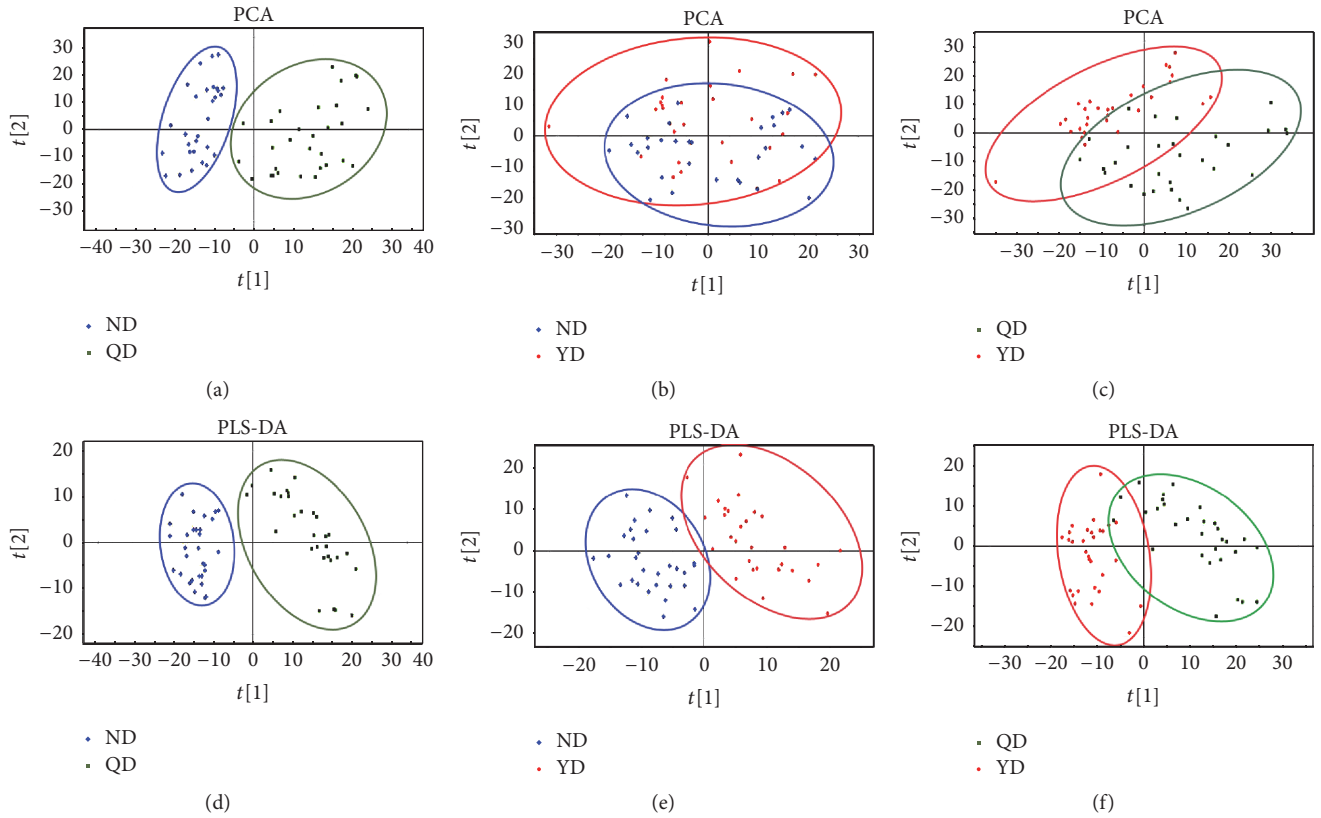 PCA
30
20
10
0
−10
−20
−30
t[2]
−40 −20 −10 0 10 20 30 40
t[1]
ND
QD
(a)
PCA
30
20
10
0
−10
−20
−30
t[2]
−30 −20 −10 0 10 20 30
t[1]
ND
YD
(b)
PCA
30
20
10
0
−10
−20
−30
t[2]
−30 −20 −10 0 10 20 30
t[1]
QD
YD
(c)
PLS-DA
20
10
0
−10
−20
t[2]
−40 −30 −20 −10 0 10 20 30 40
t[1]
ND
QD
(d)
PLS-DA
20
10
0
−10
−20
t[2]
−20 −10 0 10 20
t[1]
ND
YD
(e)
PLS-DA
20
10
0
−10
−20
t[2]
−30 −20 −10 0 10 20 30
t[1]
QD
YD
(f)